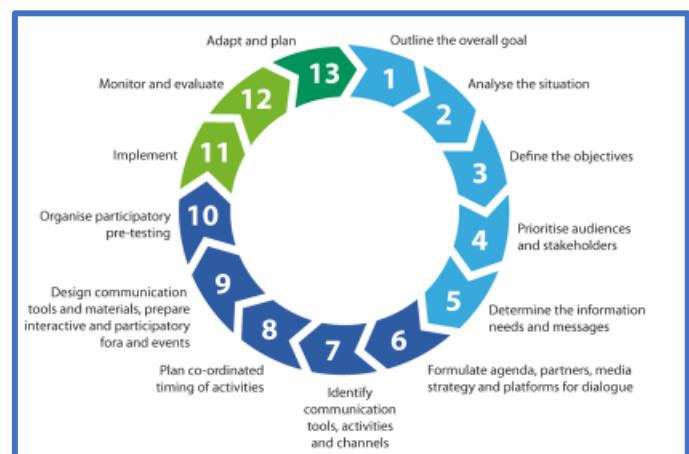 1
Outline the overall goal
2
Analyse the situation
3
Define the objectives
4
Prioritise audiences
and stakeholders
5
Determine the information
needs and messages
6
Formulate agenda, partners, media
strategy and platforms for dialogue
7
Identify
communication
tools, activities
and channels
8
Plan co-ordinated
timing of activities
9
Design communication
tools and materials, prepare
interactive and participatory
fora and events
10
Organise participatory
pre-testing
11
Implement
12
Monitor and evaluate
13
Adapt and plan